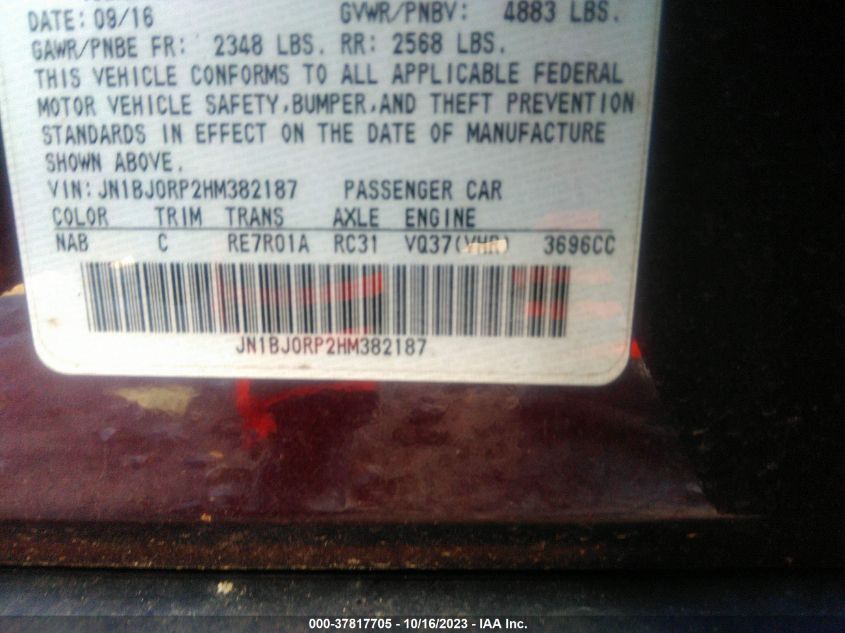 DATE: 09/16 GVWR/PNBV: 4883 LBS.
GAWR/PNBE FR: 2348 LBS. RR: 2568 LBS.
THIS VEHICLE CONFORMS TO ALL APPLICABLE FEDERAL
MOTOR VEHICLE SAFETY,BUMPER,AND THEFT PREVENTION
STANDARDS IN EFFECT ON THE DATE OF MANUFACTURE
SHOWN ABOVE.
VIN: JN1BJ0RP2HM382187 PASSENGER CAR
COLOR TRIM TRANS AXLE ENGINE
NAB C RE7R01A RC31 VQ37(VHR) 3696CC
JN1BJ0RP2HM382187
000-37817705 - 10/16/2023 - IAA Inc.